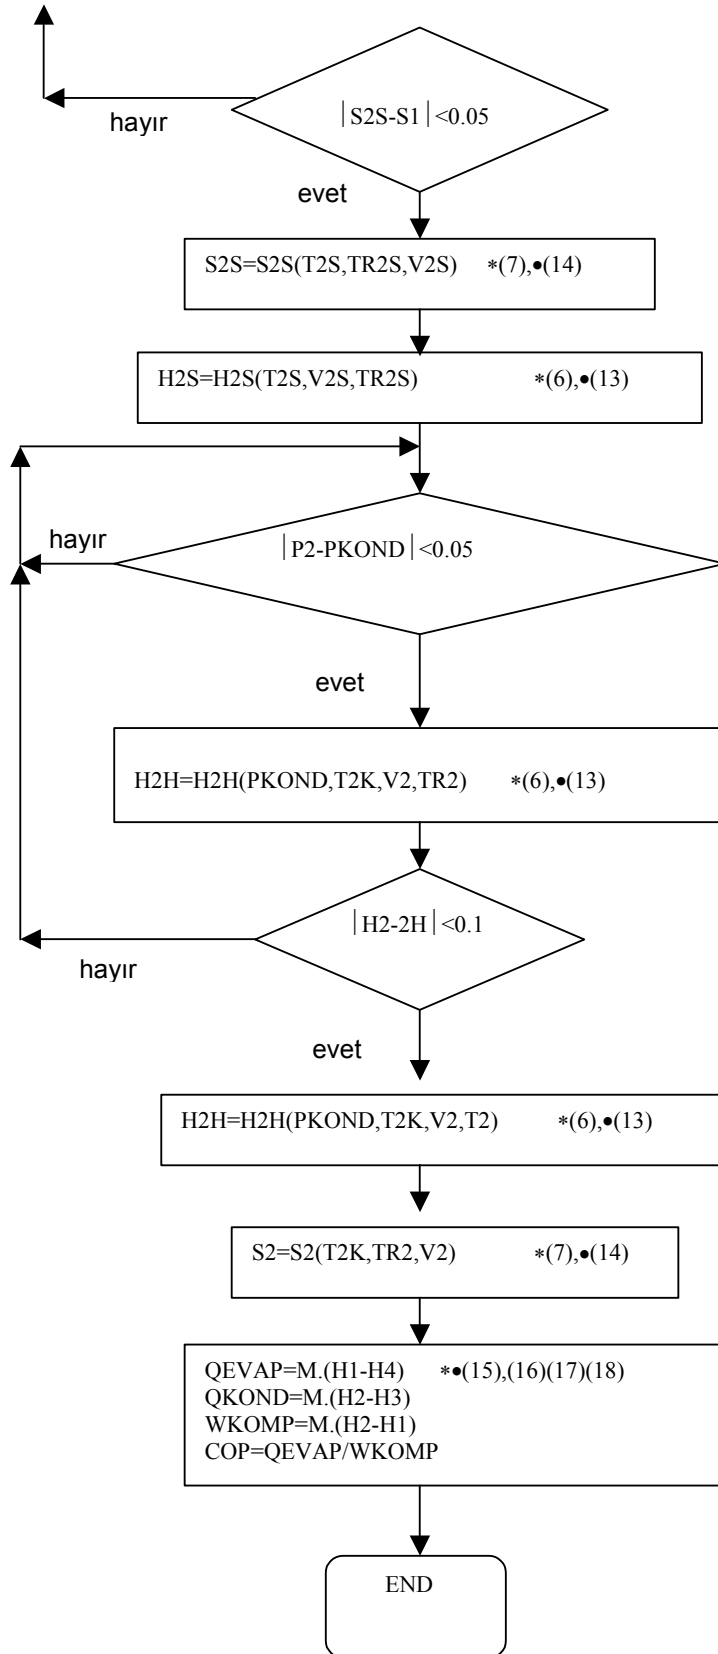 |S2S-S1|<0.05
hayır
evet
S2S=S2S(T2S,TR2S,V2S) *(7),•(14)
H2S=H2S(T2S,V2S,TR2S) *(6),•(13)
|P2-PKOND|<0.05
hayır
evet
H2H=H2H(PKOND,T2K,V2,TR2) *(6),•(13)
|H2-2H|<0.1
hayır
evet
H2H=H2H(PKOND,T2K,V2,T2) *(6),•(13)
S2=S2(T2K,TR2,V2) *(7),•(14)
QEVAP=M.(H1-H4) *•(15),(16)(17)(18)
QKOND=M.(H2-H3)
WKOMP=M.(H2-H1)
COP=QEVAP/WKOMP
END